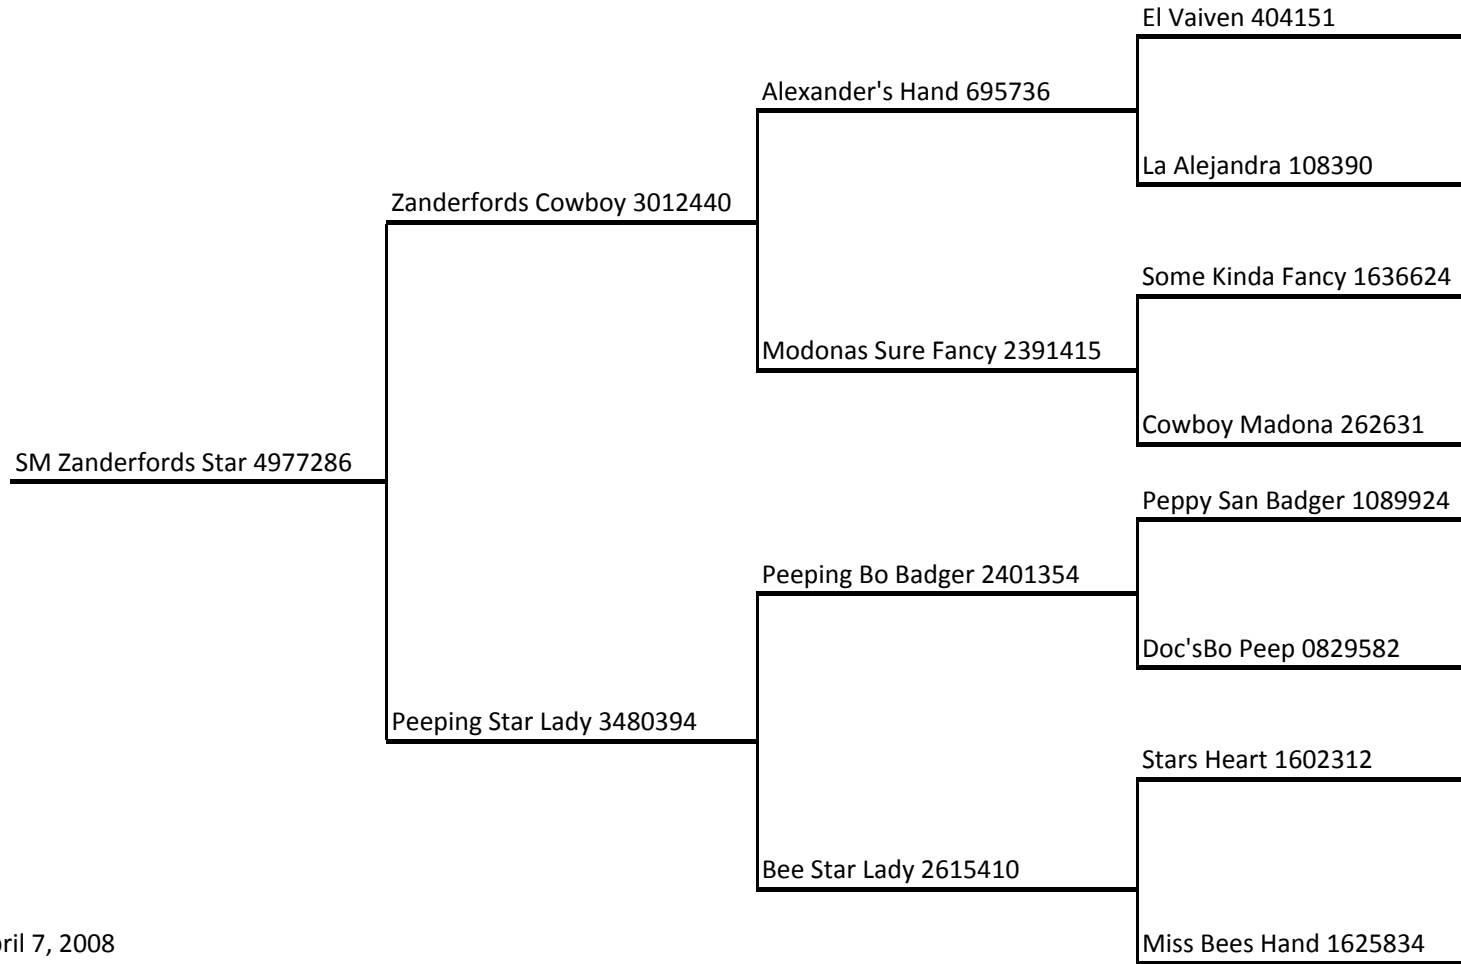 El Vaiven 404151
Alexander's Hand 695736
La Alejandra 108390
Zanderfords Cowboy 3012440
Some Kinda Fancy 1636624
Modonas Sure Fancy 2391415
Cowboy Madona 262631
SM Zanderfords Star 4977286
Peppy San Badger 1089924
Peeping Bo Badger 2401354
Doc'sBo Peep 0829582
Peeping Star Lady 3480394
Stars Heart 1602312
Bee Star Lady 2615410
ril 7, 2008
Miss Bees Hand 1625834